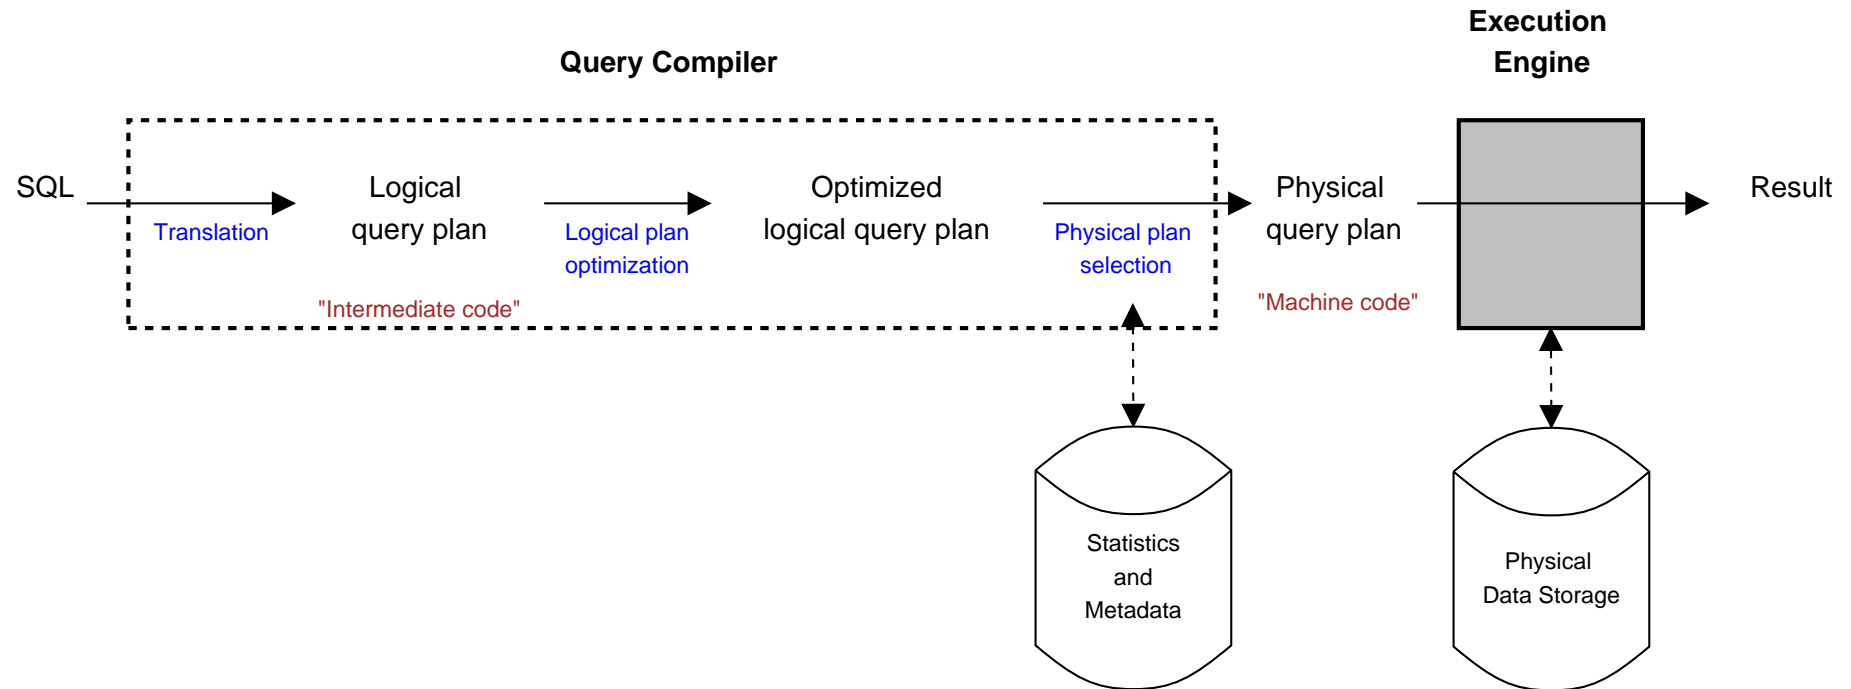 Query Compiler
Execution
Engine
SQL
Translation
Logical
query plan
"Intermediate code"
Logical plan
optimization
Optimized
logical query plan
Physical plan
selection
Physical
query plan
"Machine code"
Result
Statistics
and
Metadata
Physical
Data Storage